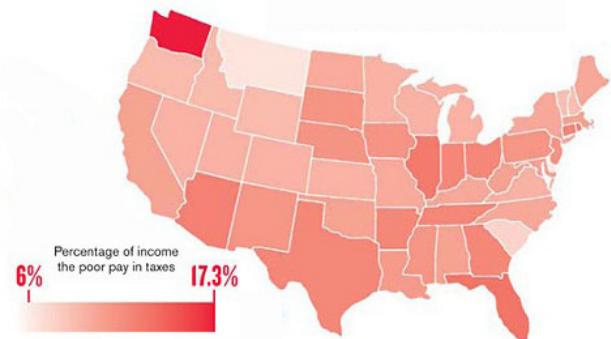 Percentage of income
the poor pay in taxes
6% 17.3%